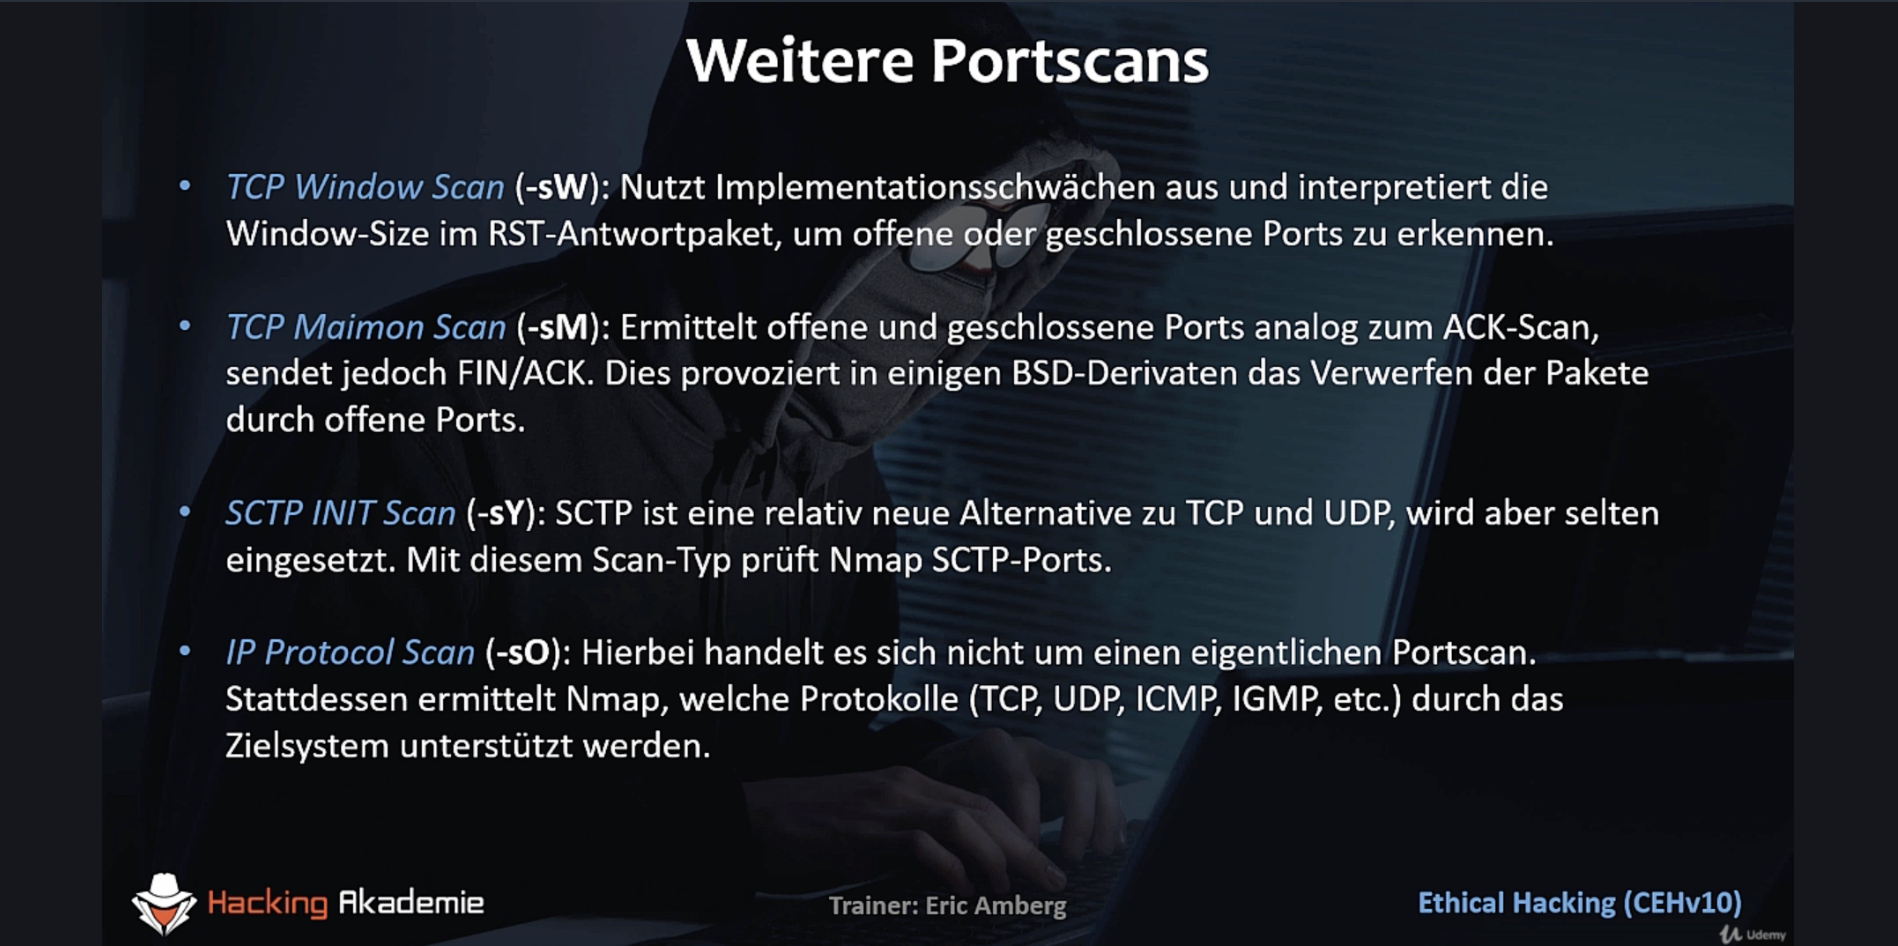 Weitere Portscans
• TCP Window Scan (-sW): Nutzt Implementationsschwächen aus und interpretiert die
Window-Size im RST-Antwortpaket, um offene oder geschlossene Ports zu erkennen.
• TCP Maimon Scan (-sM): Ermittelt offene und geschlossene Ports analog zum ACK-Scan,
sendet jedoch FIN/ACK. Dies provoziert in einigen BSD-Derivaten das Verwerfen der Pakete
durch offene Ports.
• SCTP INIT Scan (-sY): SCTP ist eine relativ neue Alternative zu TCP und UDP, wird aber selten
eingesetzt. Mit diesem Scan-Typ prüft Nmap SCTP-Ports.
• IP Protocol Scan (-sO): Hierbei handelt es sich nicht um einen eigentlichen Portscan.
Stattdessen ermittelt Nmap, welche Protokolle (TCP, UDP, ICMP, IGMP, etc.) durch das
Zielsystem unterstützt werden.
Hacking Akademie
Trainer: Eric Amberg
Ethical Hacking (CEHv10)
Udemy